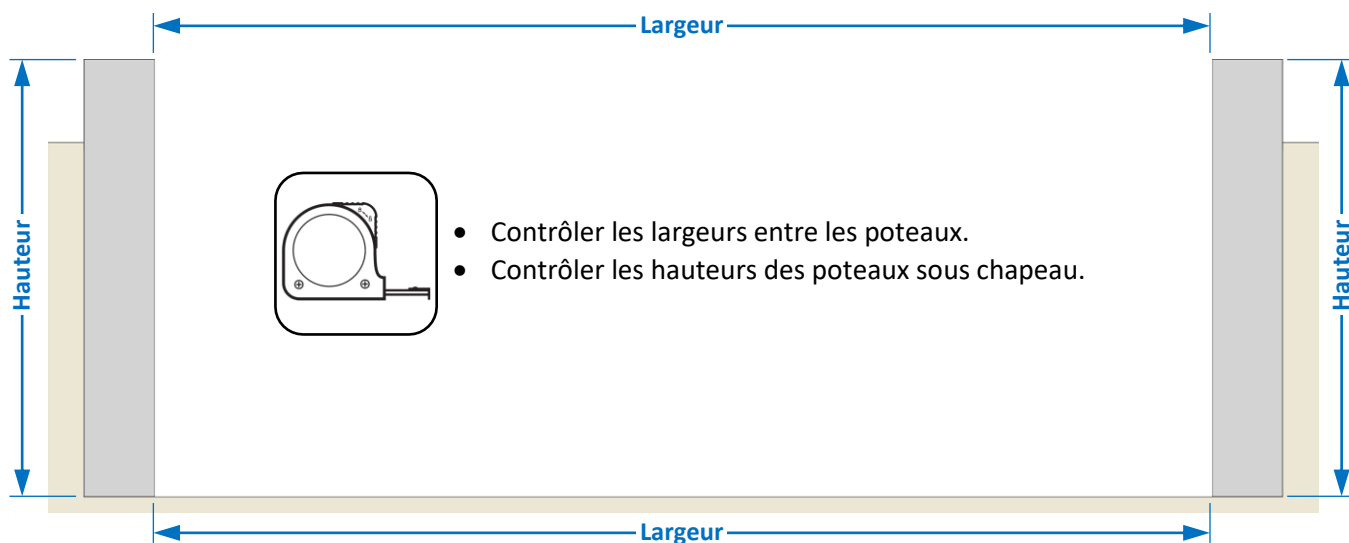 Largeur
Hauteur
• Contrôler les largeurs entre les poteaux.
• Contrôler les hauteurs des poteaux sous chapeau.
Hauteur
Largeur